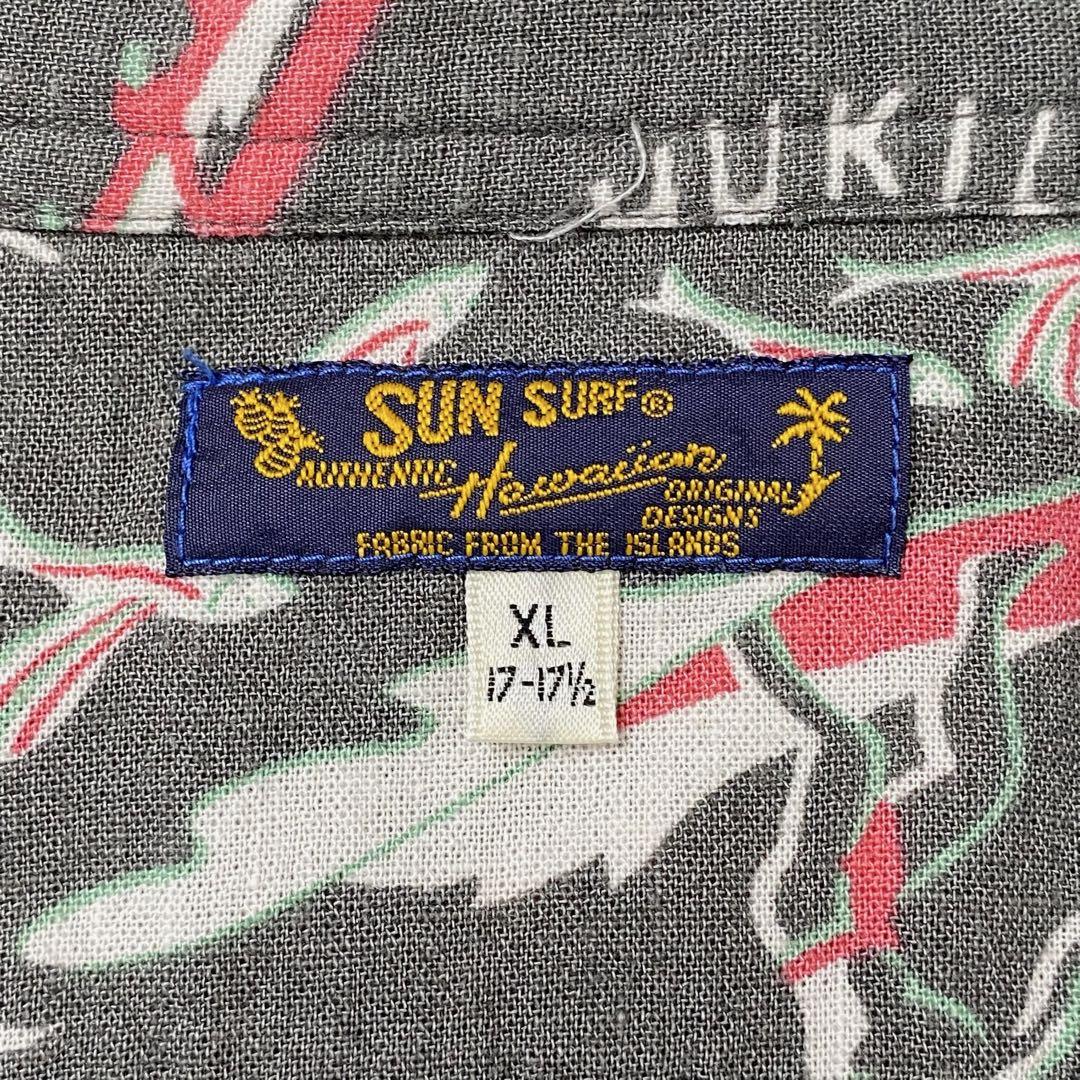 SUN SURF®
AUTHENTIC Hawaiian ORIGINAL
DESIGNS
FABRIC FROM THE ISLANDS
XL
17-17½